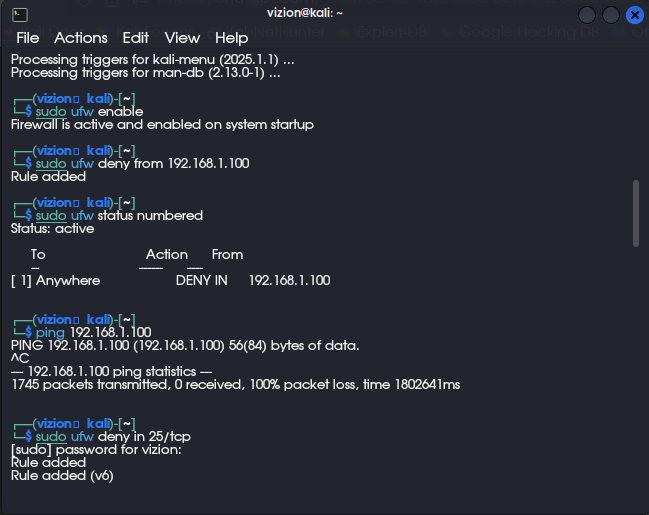 vizion@kali: ~
File Actions Edit View Help
Processing triggers for kali-menu (2025.1.1) ...
Processing triggers for man-db (2.13.0-1) ...
┌──(vizion▯ kali)-[~]
└─$ sudo ufw enable
Firewall is active and enabled on system startup
┌──(vizion▯ kali)-[~]
└─$ sudo ufw deny from 192.168.1.100
Rule added
┌──(vizion▯ kali)-[~]
└─$ sudo ufw status numbered
Status: active
To Action From
-- ------ ----
[ 1] Anywhere DENY IN 192.168.1.100
┌──(vizion▯ kali)-[~]
└─$ ping 192.168.1.100
PING 192.168.1.100 (192.168.1.100) 56(84) bytes of data.
^C
--- 192.168.1.100 ping statistics ---
1745 packets transmitted, 0 received, 100% packet loss, time 1802641ms
┌──(vizion▯ kali)-[~]
└─$ sudo ufw deny in 25/tcp
[sudo] password for vizion:
Rule added
Rule added (v6)